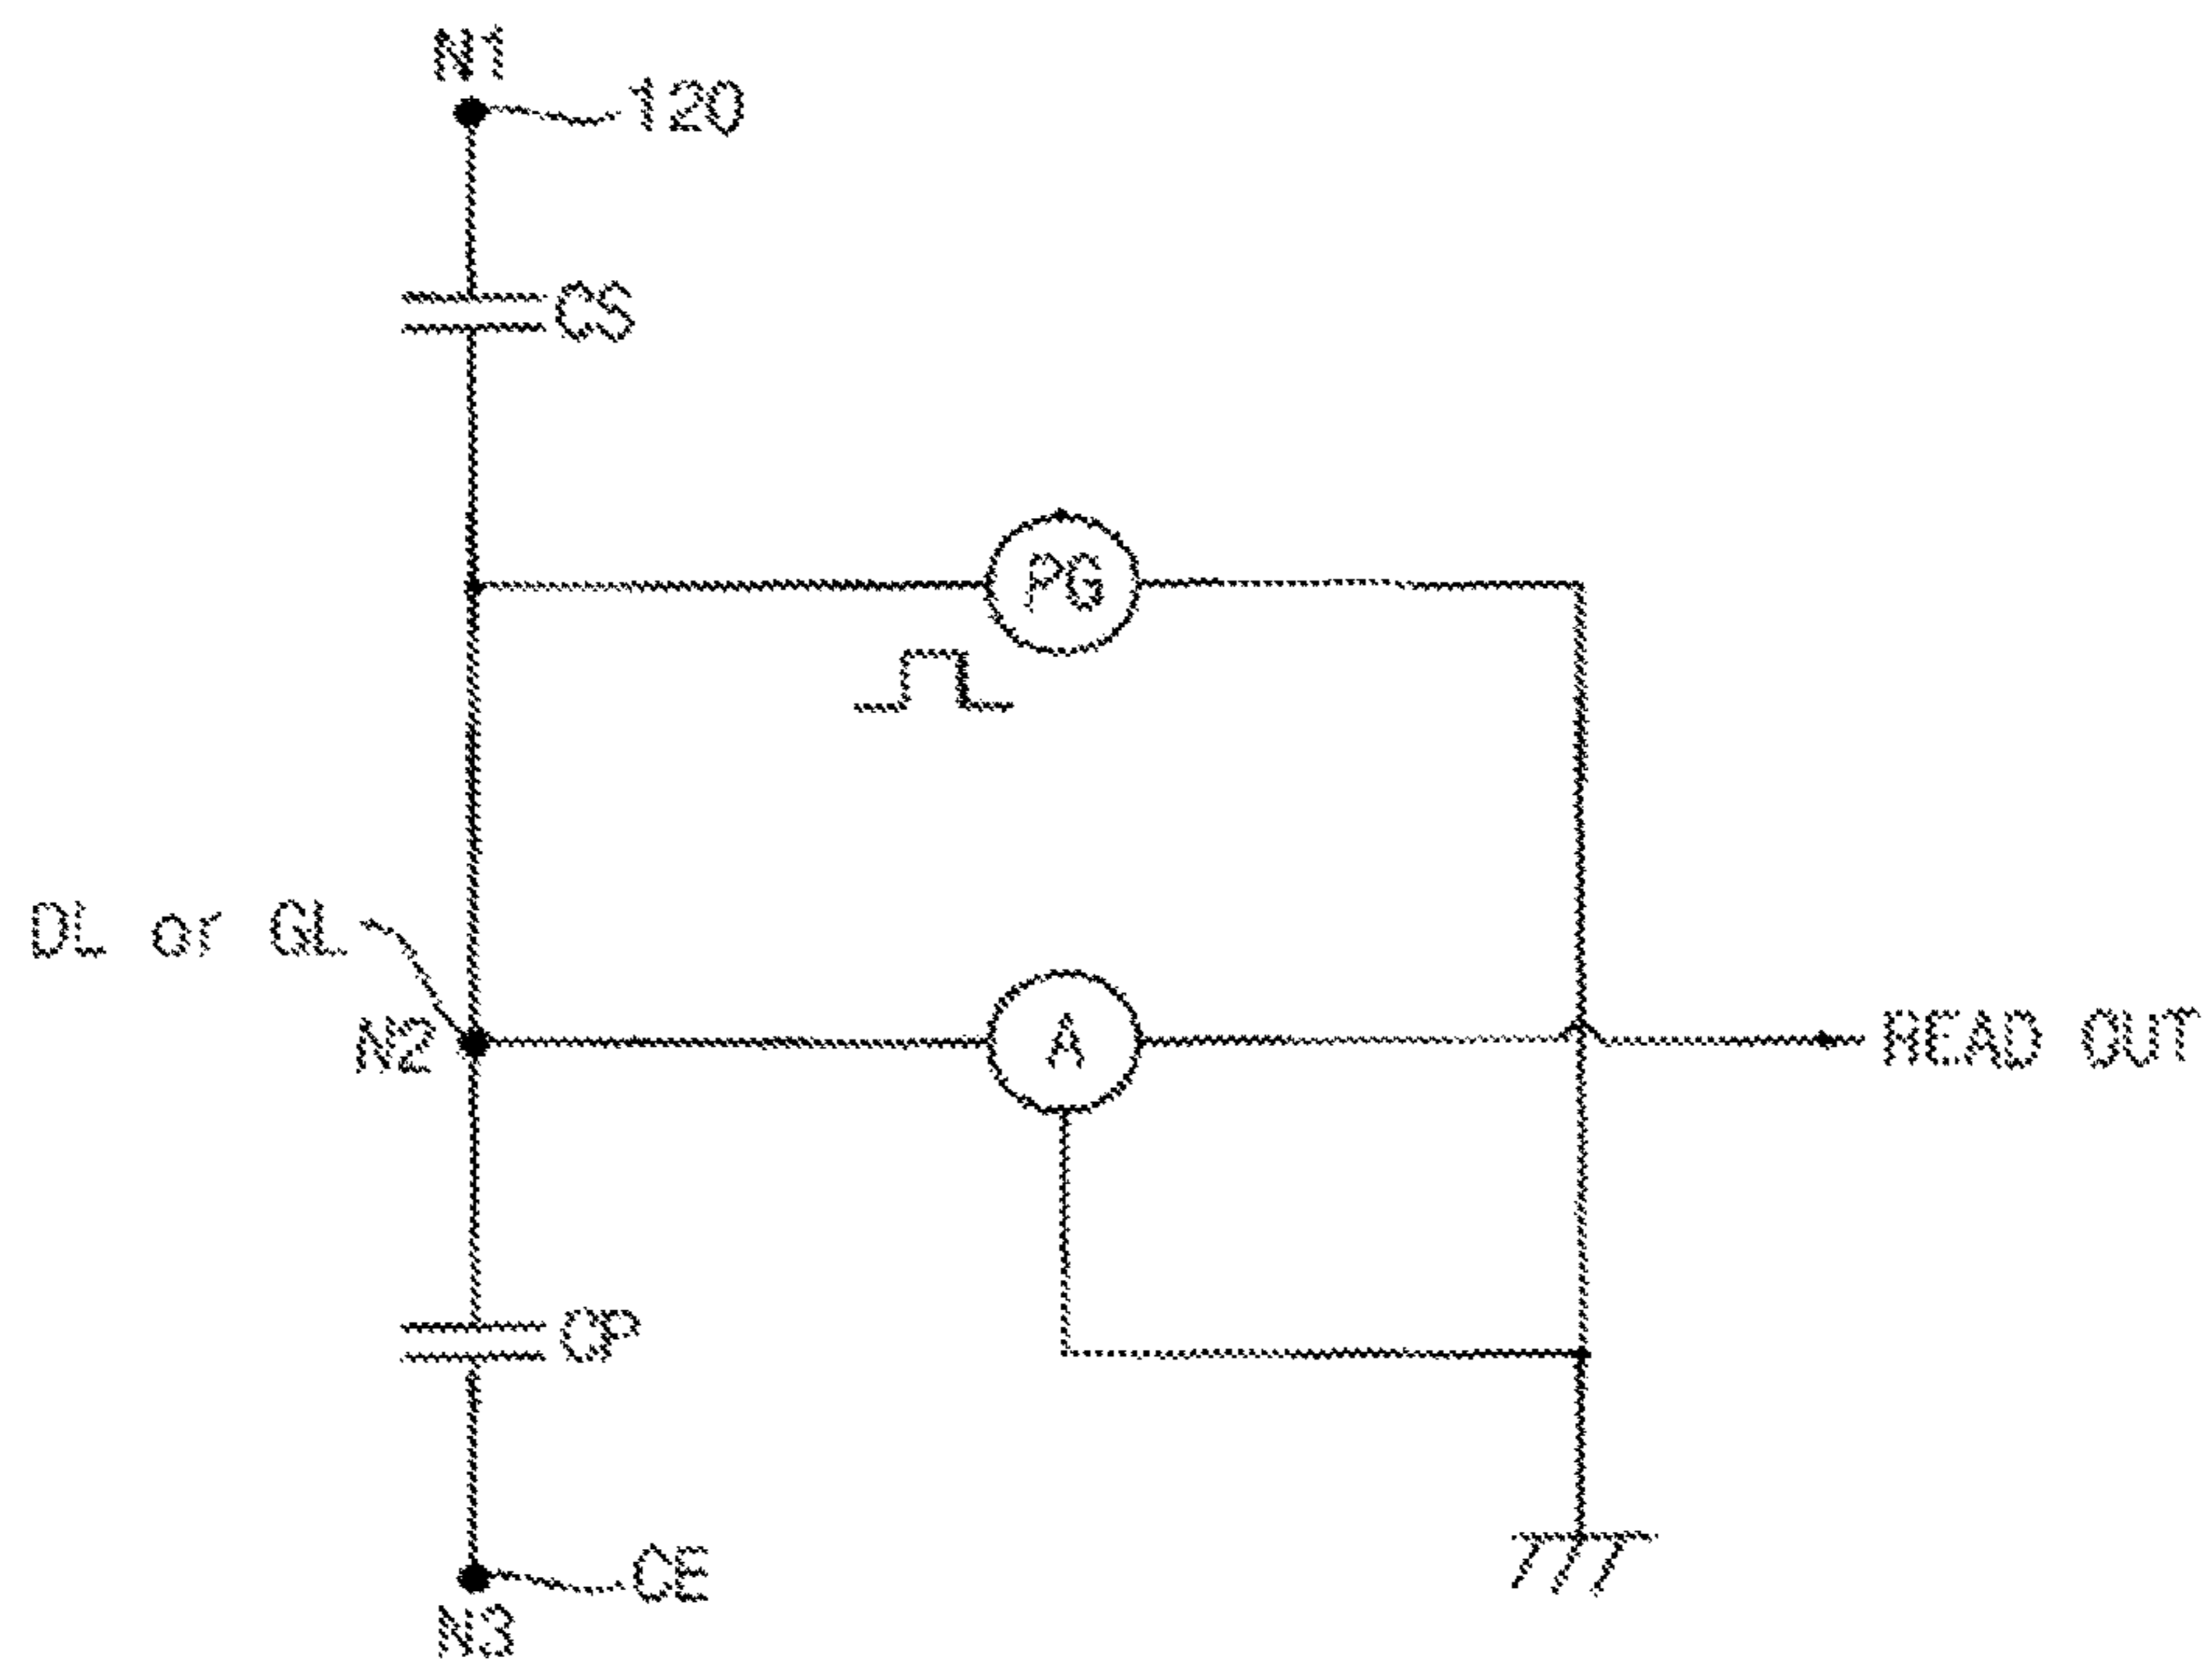 N1
120
CS
PG
DL or GL
N2
A
READ OUT
CP
CE
N3